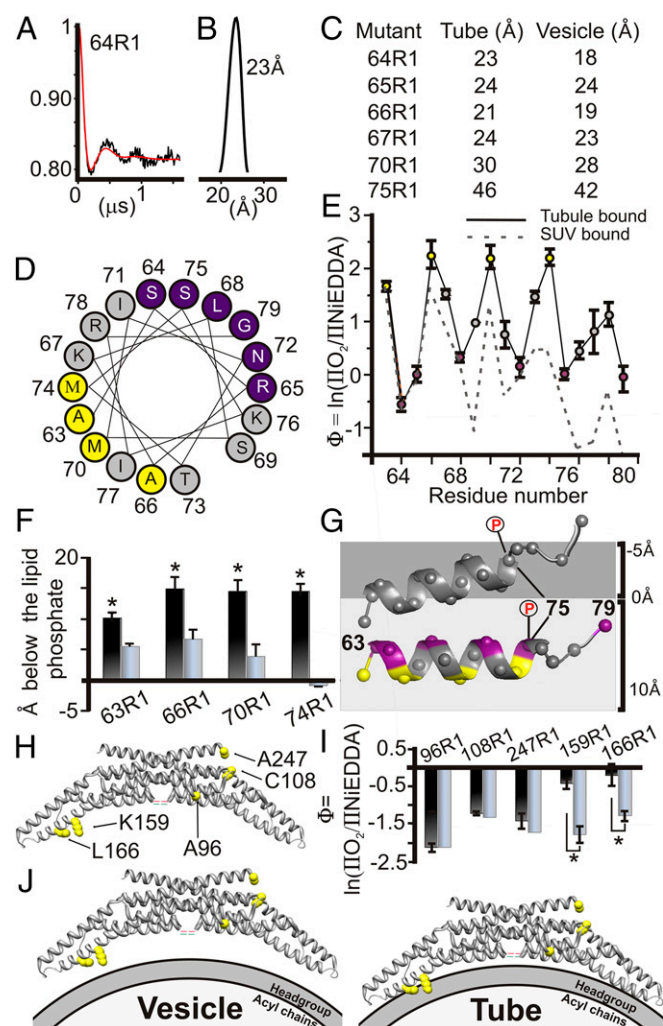 A
64R1
1
0.90
0.80
0 1
(μs)
B
23Å
20 30
(Å)
C Mutant Tube (Å) Vesicle (Å)
64R1 23 18
65R1 24 24
66R1 21 19
67R1 24 23
70R1 30 28
75R1 46 42
D
64 75 68 79 72 65 76 69 73 66 77 70 63 74 67 78 71
S S L G N R K S T A I M A M K R I
E
Tubule bound
SUV bound
Φ = ln(ΠO₂/ΠNiEDDA)
3
2
1
0
-1
64 68 72 76 80
Residue number
F
Å below the lipid
phosphate
20
-5
* * * *
63R1 66R1 70R1 74R1
G
P
-5Å
0Å
P
63 75 79
10Å
H
A247
C108
K159
L166
A96
I
Φ=
ln(ΠO₂/ΠNiEDDA)
0.5
-0.5
-1.5
-2.5
96R1 108R1 247R1 159R1 166R1
* *
J
Headgroup
Acyl chains
Vesicle
Headgroup
Acyl chains
Tube